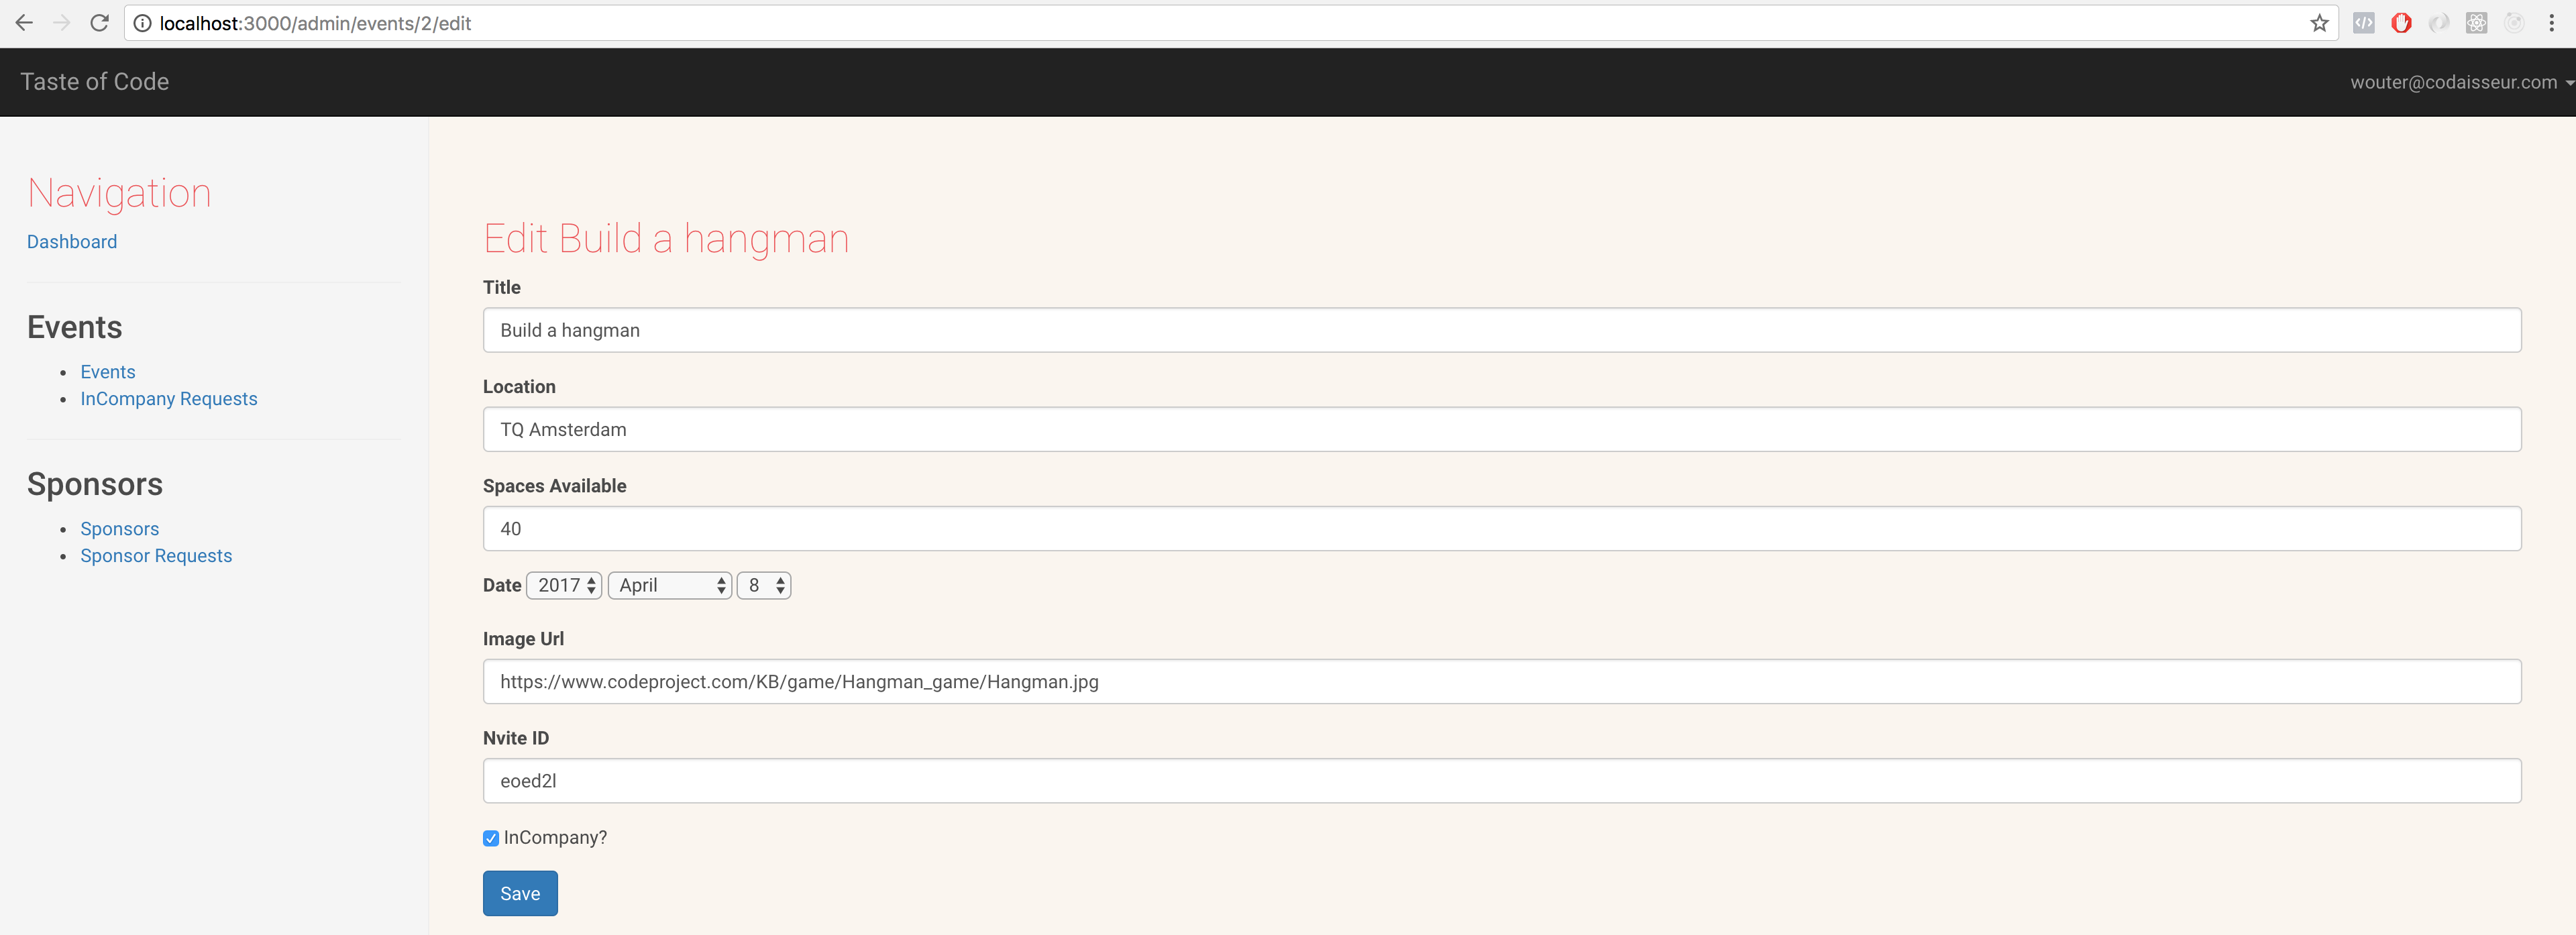 localhost:3000/admin/events/2/edit
Taste of Code
wouter@codaisseur.com
Navigation
Dashboard
Events
Events
InCompany Requests
Sponsors
Sponsors
Sponsor Requests
Edit Build a hangman
Title
Build a hangman
Location
TQ Amsterdam
Spaces Available
40
Date 2017 April 8
Image Url
https://www.codeproject.com/KB/game/Hangman_game/Hangman.jpg
Nvite ID
eoed2l
InCompany?
Save